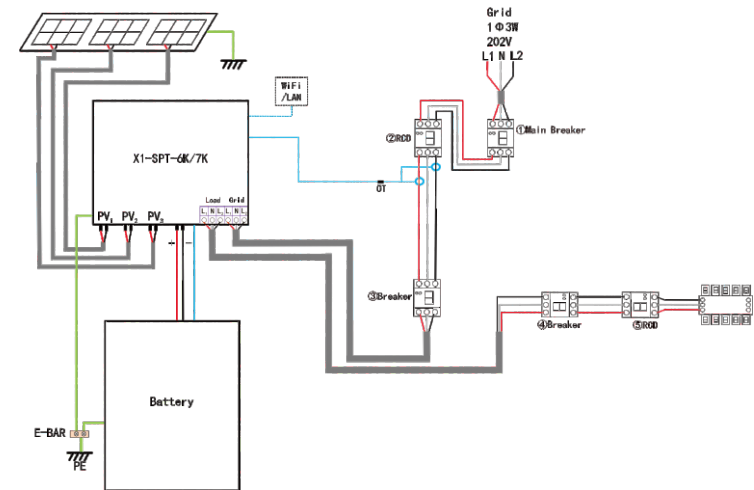 Grid
1Φ3W
202V
L1 N L2
WiFi
/LAN
①Main Breaker
②RCD
X1-SPT-6K/7K
CT
Load Grid
L N L L N L
PV1 PV2 PV3
+ -
③Breaker
④Breaker
⑤RCD
Battery
E-BAR
PE